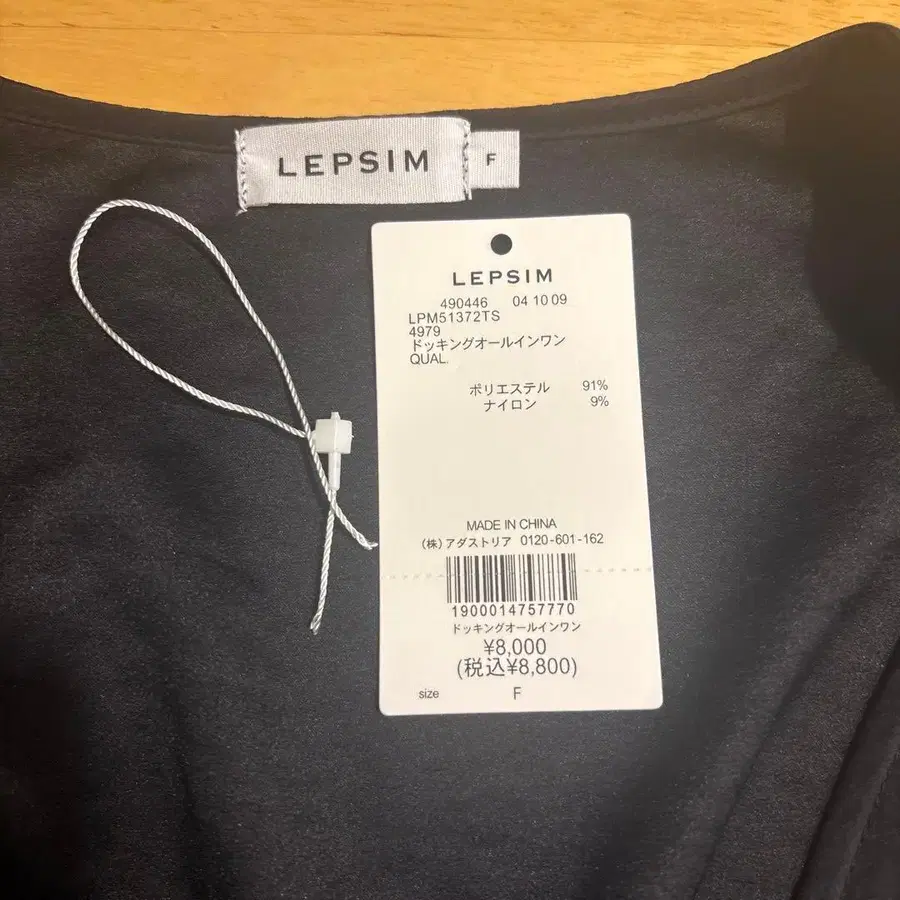 LEPSIM
F
LEPSIM
490446 04 10 09
LPM51372TS
4979
ドッキングオールインワン
QUAL.
ポリエステル 91%
ナイロン 9%
MADE IN CHINA
(株)アダストリア 0120-601-162
1900014757770
ドッキングオールインワン
¥8,000
(税込¥8,800)
size F